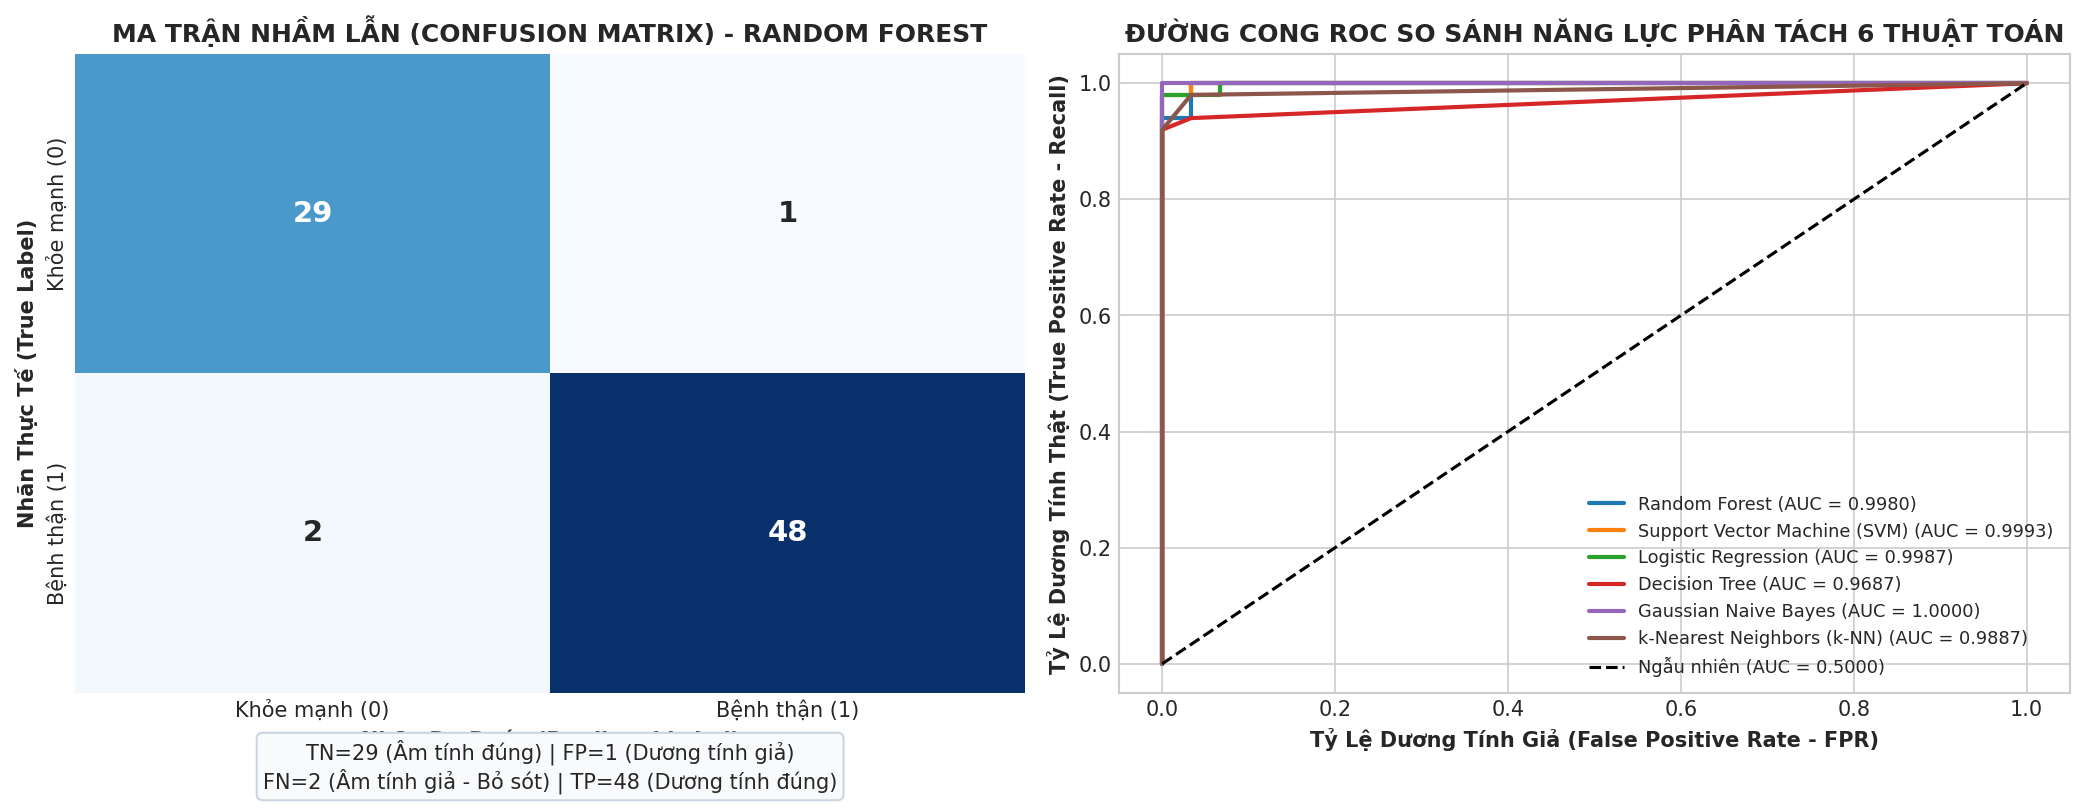 MA TRẬN NHẦM LẪN (CONFUSION MATRIX) - RANDOM FOREST
Nhãn Thực Tế (True Label)
Khỏe mạnh (0)
Bệnh thận (1)
29
1
2
48
Khỏe mạnh (0)
Bệnh thận (1)
TN=29 (Âm tính đúng) | FP=1 (Dương tính giả)
FN=2 (Âm tính giả - Bỏ sót) | TP=48 (Dương tính đúng)
ĐƯỜNG CONG ROC SO SÁNH NĂNG LỰC PHÂN TÁCH 6 THUẬT TOÁN
Tỷ Lệ Dương Tính Thật (True Positive Rate - Recall)
1.0
0.8
0.6
0.4
0.2
0.0
Random Forest (AUC = 0.9980)
Support Vector Machine (SVM) (AUC = 0.9993)
Logistic Regression (AUC = 0.9987)
Decision Tree (AUC = 0.9687)
Gaussian Naive Bayes (AUC = 1.0000)
k-Nearest Neighbors (k-NN) (AUC = 0.9887)
Ngẫu nhiên (AUC = 0.5000)
0.0
0.2
0.4
0.6
0.8
1.0
Tỷ Lệ Dương Tính Giả (False Positive Rate - FPR)